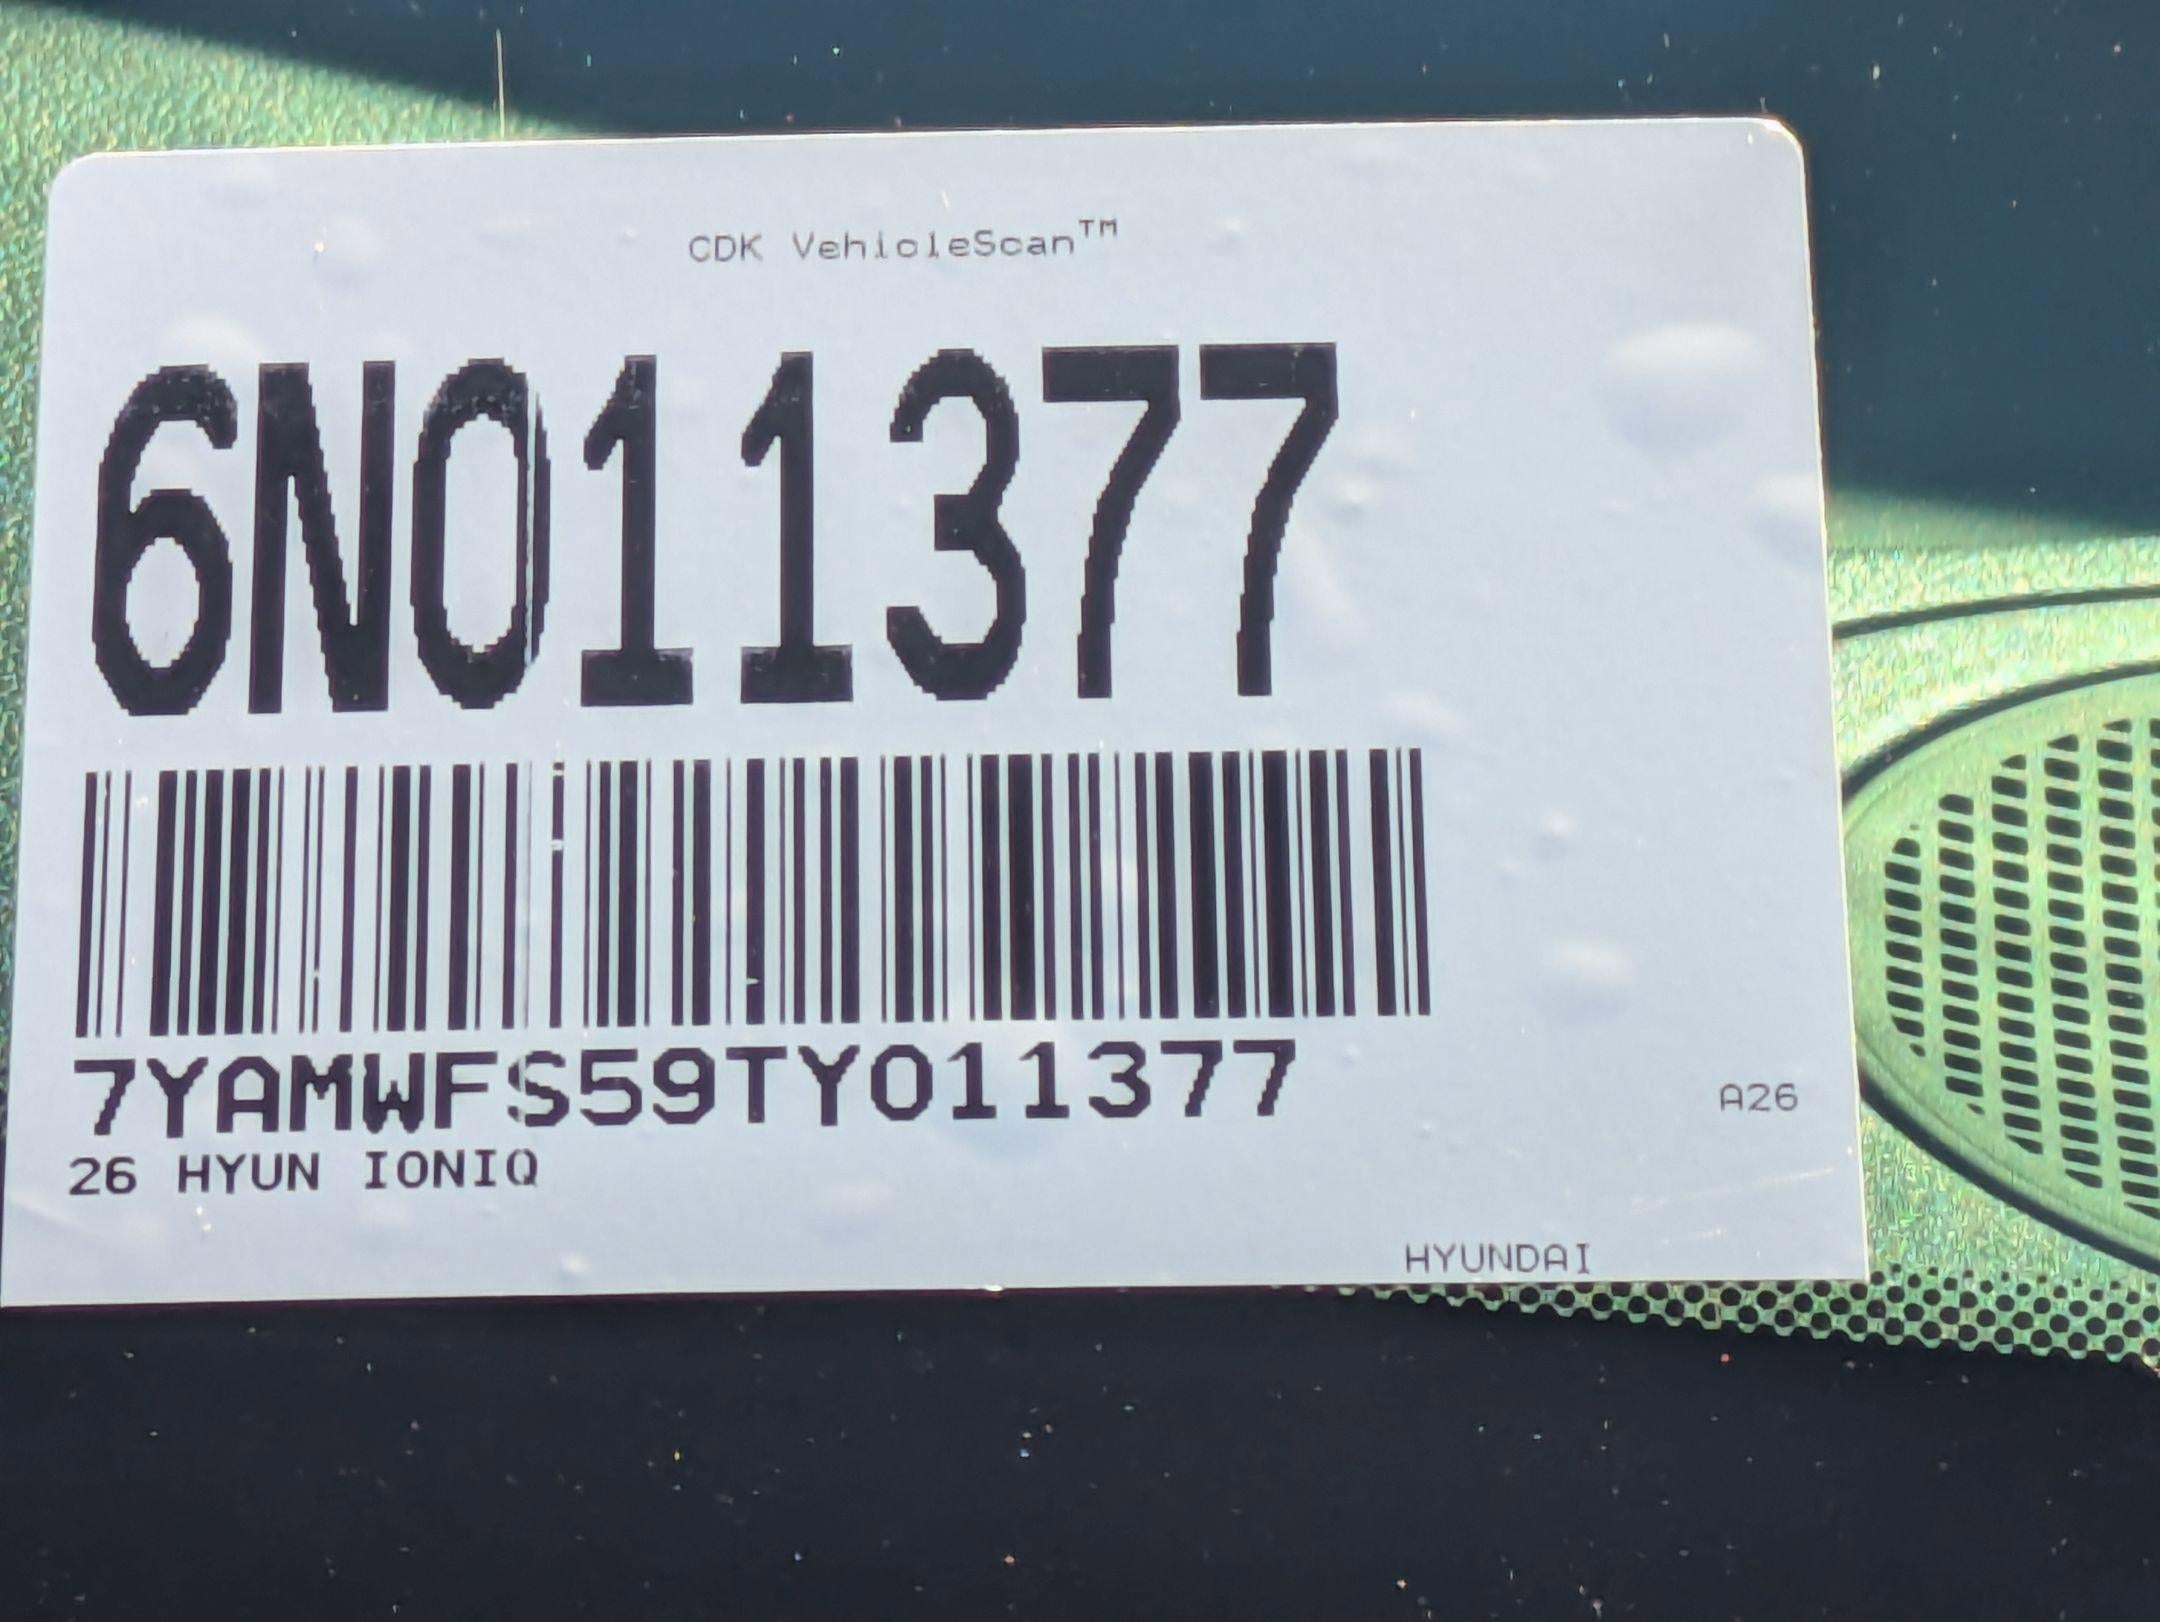 CDK VehicleScan™
6N011377
7YAMWFS59TY011377
26 HYUN IONIQ
A26
HYUNDAI